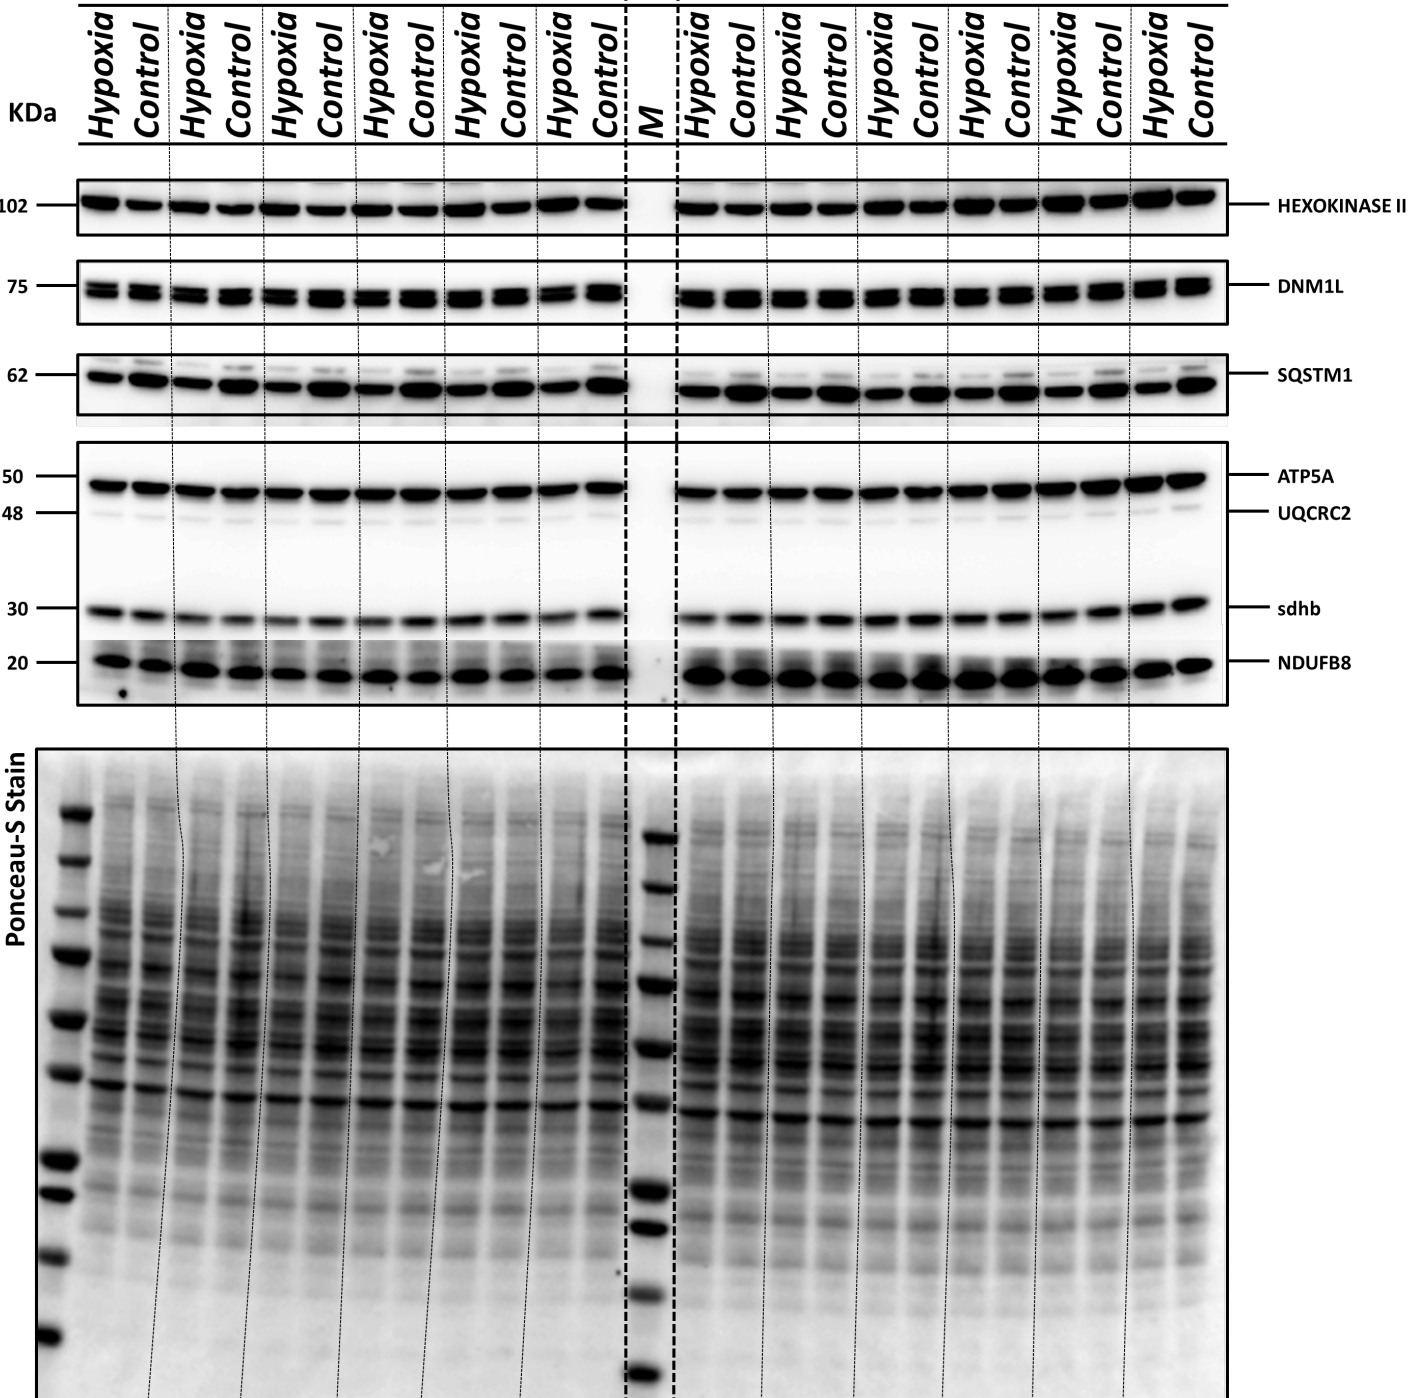 Hypoxia Control Hypoxia Control Hypoxia Control Hypoxia Control Hypoxia Control Hypoxia Control M Hypoxia Control Hypoxia Control Hypoxia Control Hypoxia Control Hypoxia Control Hypoxia Control
KDa
102 HEXOKINASE II
75 DNM1L
62 SQSTM1
50 ATP5A
48 UQCRC2
30 sdhb
20 NDUFB8
Ponceau-S Stain